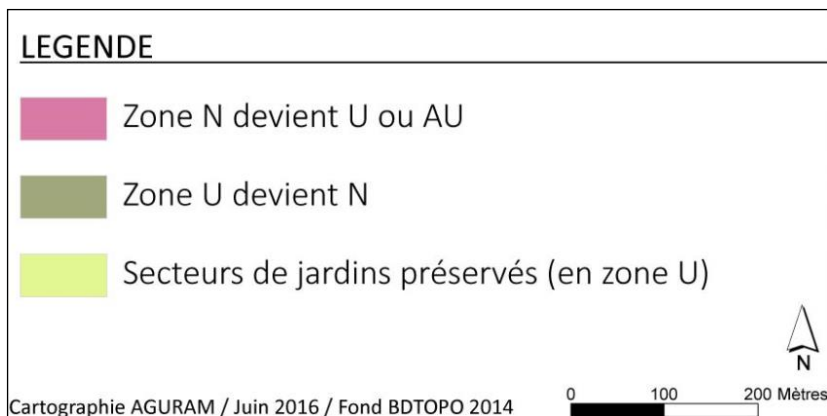 LEGENDE
Zone N devient U ou AU
Zone U devient N
Secteurs de jardins préservés (en zone U)
N
0 100 200 Mètres
Cartographie AGURAM / Juin 2016 / Fond BDTOPO 2014